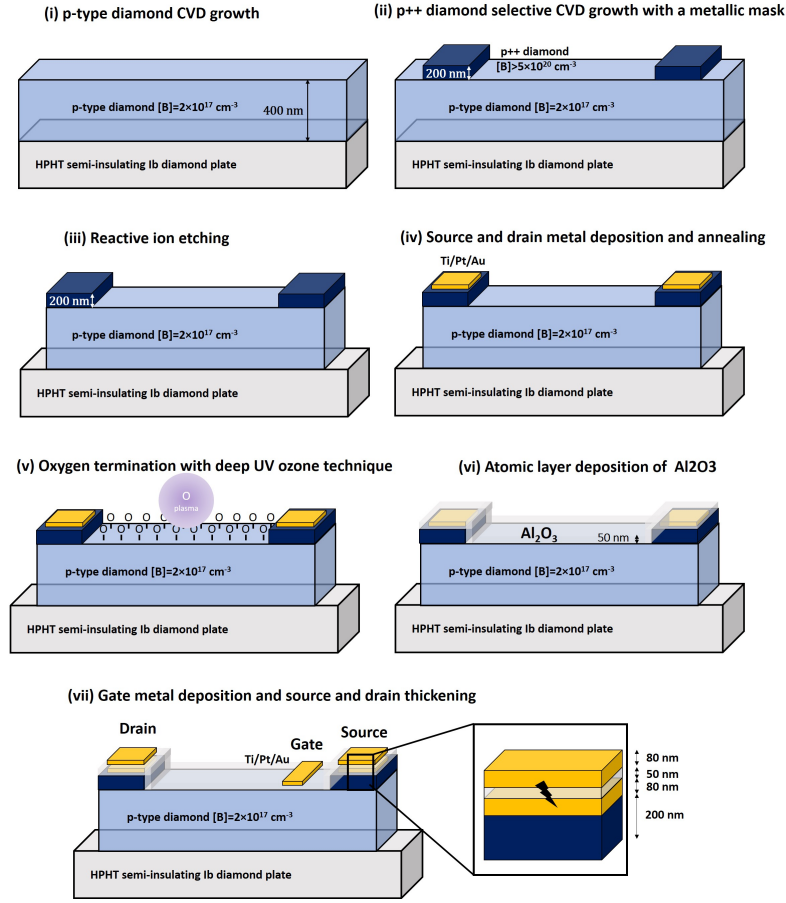 (i) p-type diamond CVD growth
p-type diamond [B]=2×10¹⁷ cm⁻³
400 nm
HPHT semi-insulating Ib diamond plate
(ii) p++ diamond selective CVD growth with a metallic mask
p++ diamond
[B]>5×10²⁰ cm⁻³
200 nm
p-type diamond [B]=2×10¹⁷ cm⁻³
HPHT semi-insulating Ib diamond plate
(iii) Reactive ion etching
200 nm
p-type diamond [B]=2×10¹⁷ cm⁻³
HPHT semi-insulating Ib diamond plate
(iv) Source and drain metal deposition and annealing
Ti/Pt/Au
p-type diamond [B]=2×10¹⁷ cm⁻³
HPHT semi-insulating Ib diamond plate
(v) Oxygen termination with deep UV ozone technique
O
plasma
O O O O O O O O O
O O O O O O O O O O
p-type diamond [B]=2×10¹⁷ cm⁻³
HPHT semi-insulating Ib diamond plate
(vi) Atomic layer deposition of Al2O3
Al₂O₃
50 nm
p-type diamond [B]=2×10¹⁷ cm⁻³
HPHT semi-insulating Ib diamond plate
(vii) Gate metal deposition and source and drain thickening
Drain
Ti/Pt/Au
Gate
Source
p-type diamond [B]=2×10¹⁷ cm⁻³
HPHT semi-insulating Ib diamond plate
80 nm
50 nm
80 nm
200 nm